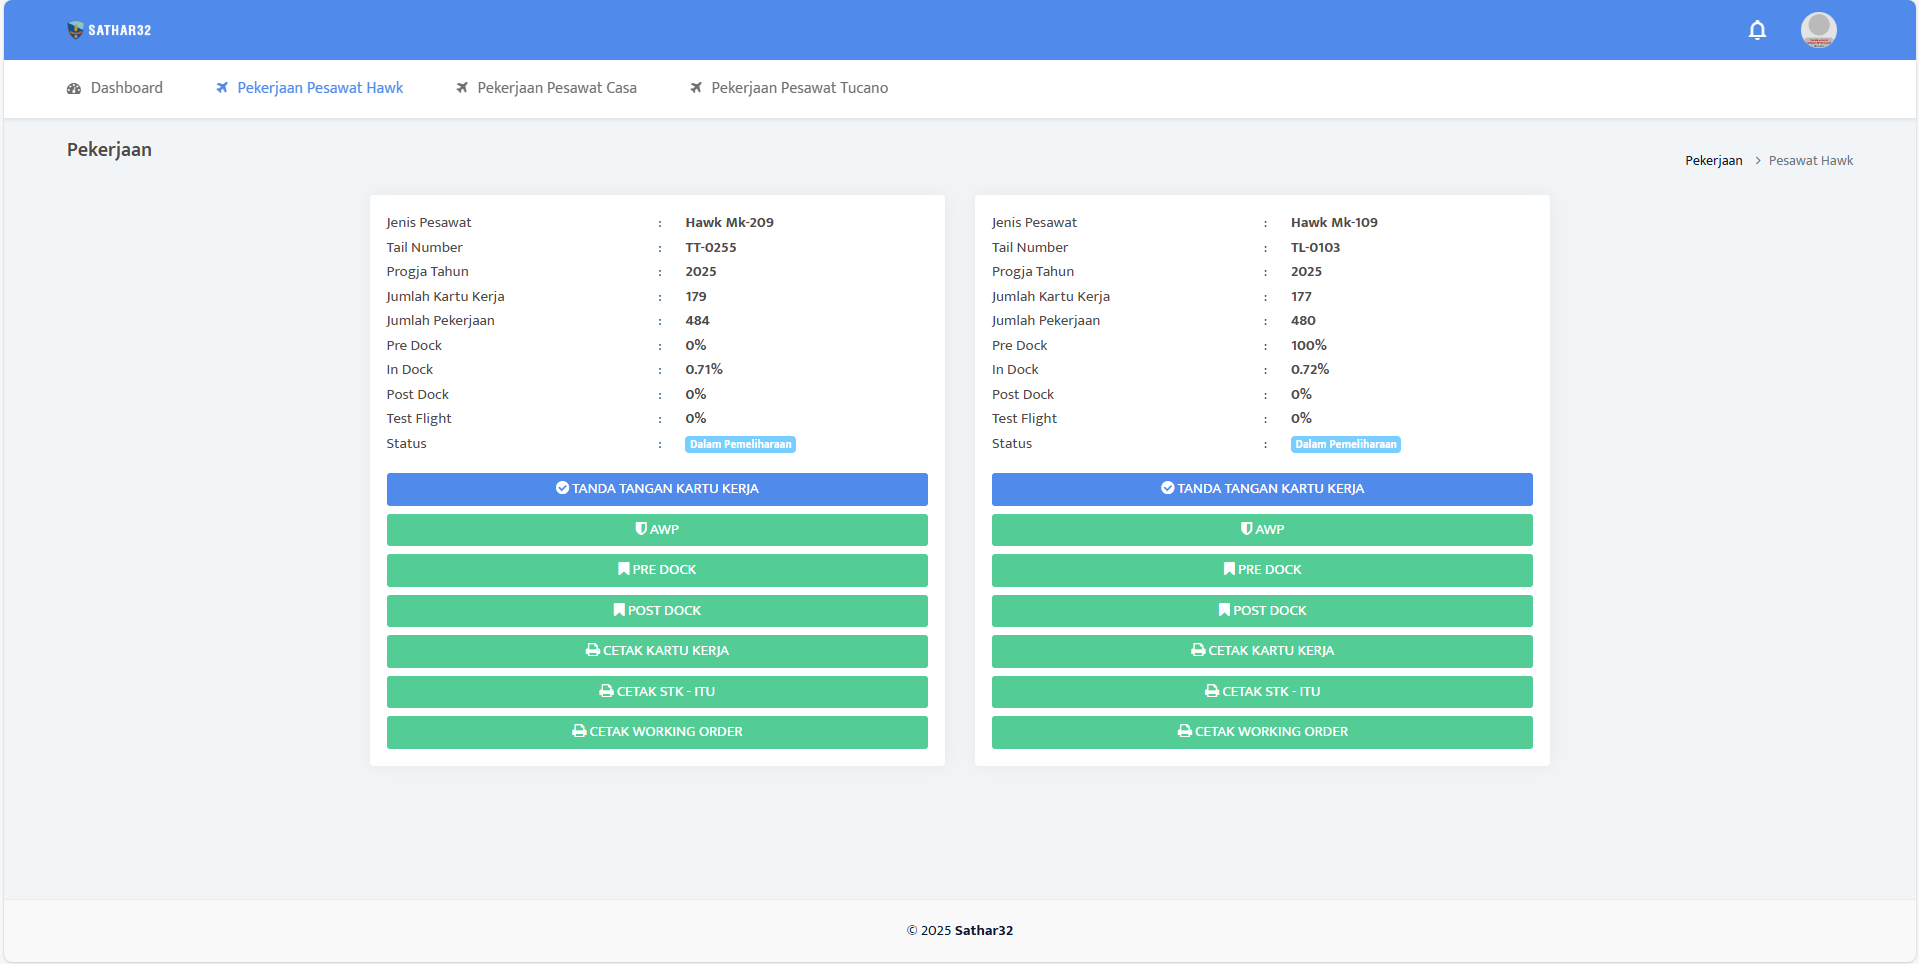 SATHAR32
Dashboard
Pekerjaan Pesawat Hawk
Pekerjaan Pesawat Casa
Pekerjaan Pesawat Tucano
Pekerjaan
Pekerjaan > Pesawat Hawk
Jenis Pesawat : Hawk Mk-209
Tail Number : TT-0255
Progja Tahun : 2025
Jumlah Kartu Kerja : 179
Jumlah Pekerjaan : 484
Pre Dock : 0%
In Dock : 0.71%
Post Dock : 0%
Test Flight : 0%
Status : Dalam Pemeliharaan
TANDA TANGAN KARTU KERJA
AWP
PRE DOCK
POST DOCK
CETAK KARTU KERJA
CETAK STK - ITU
CETAK WORKING ORDER
Jenis Pesawat : Hawk Mk-109
Tail Number : TL-0103
Progja Tahun : 2025
Jumlah Kartu Kerja : 177
Jumlah Pekerjaan : 480
Pre Dock : 100%
In Dock : 0.72%
Post Dock : 0%
Test Flight : 0%
Status : Dalam Pemeliharaan
TANDA TANGAN KARTU KERJA
AWP
PRE DOCK
POST DOCK
CETAK KARTU KERJA
CETAK STK - ITU
CETAK WORKING ORDER
© 2025 Sathar32